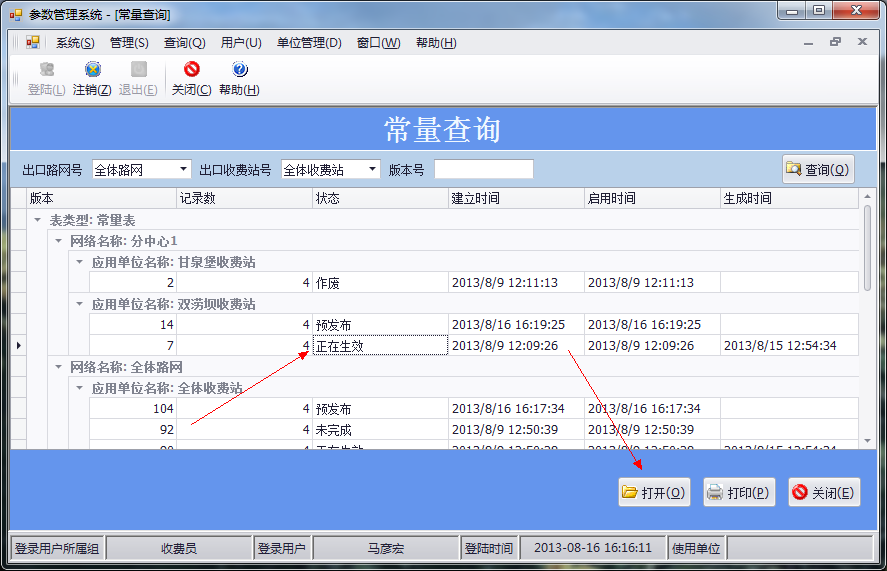 参数管理系统 - [常量查询]
系统(S) 管理(S) 查询(Q) 用户(U) 单位管理(D) 窗口(W) 帮助(H)
登陆(L) 注销(Z) 退出(E) 关闭(C) 帮助(H)
常量查询
出口路网号 全体路网 出口收费站号 全体收费站 版本号 查询(Q)
版本 记录数 状态 建立时间 启用时间 生成时间
表类型: 常量表
网络名称: 分中心1
应用单位名称: 甘泉堡收费站
2 4 作废 2013/8/9 12:11:13 2013/8/9 12:11:13
应用单位名称: 双涝坝收费站
14 4 预发布 2013/8/16 16:19:25 2013/8/16 16:19:25
7 4 正在生效 2013/8/9 12:09:26 2013/8/9 12:09:26 2013/8/15 12:54:34
网络名称: 全体路网
应用单位名称: 全体收费站
104 4 预发布 2013/8/16 16:17:34 2013/8/16 16:17:34
92 4 未完成 2013/8/9 12:50:39 2013/8/9 12:50:39
打开(O) 打印(P) 关闭(E)
登录用户所属组 收费员 登录用户 马彦宏 登陆时间 2013-08-16 16:16:11 使用单位